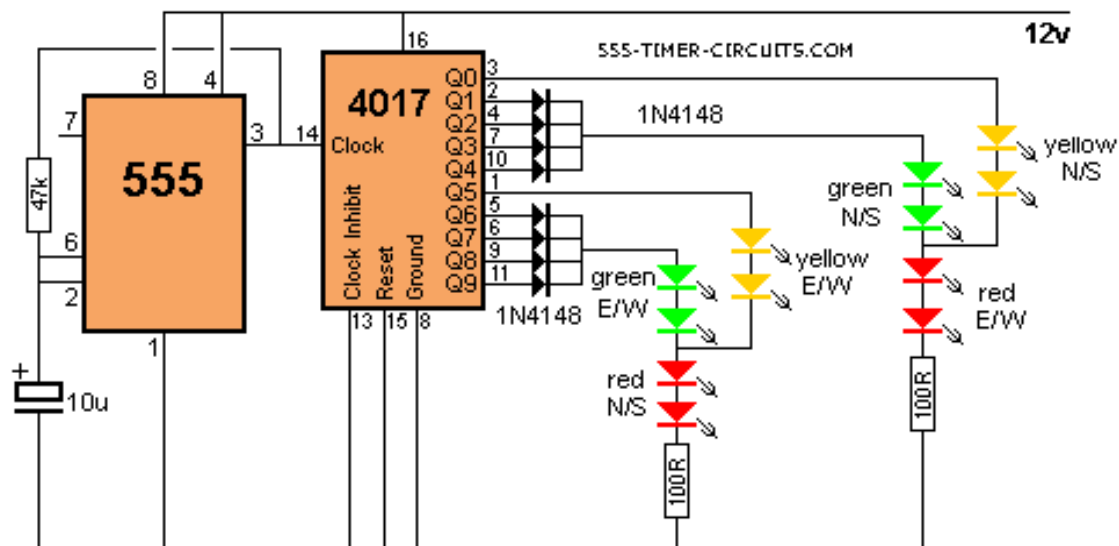 12v
555-TIMER-CIRCUITS.COM
8
4
16
7
555
3
14
4017
Clock
Clock Inhibit
Reset
Ground
Q0
Q1
Q2
Q3
Q4
Q5
Q6
Q7
Q8
Q9
3
2
4
7
10
1
5
6
9
11
1N4148
1N4148
yellow
N/S
green
N/S
yellow
E/W
green
E/W
red
E/W
red
N/S
47k
6
2
1
13
15
8
+
10u
100R
100R